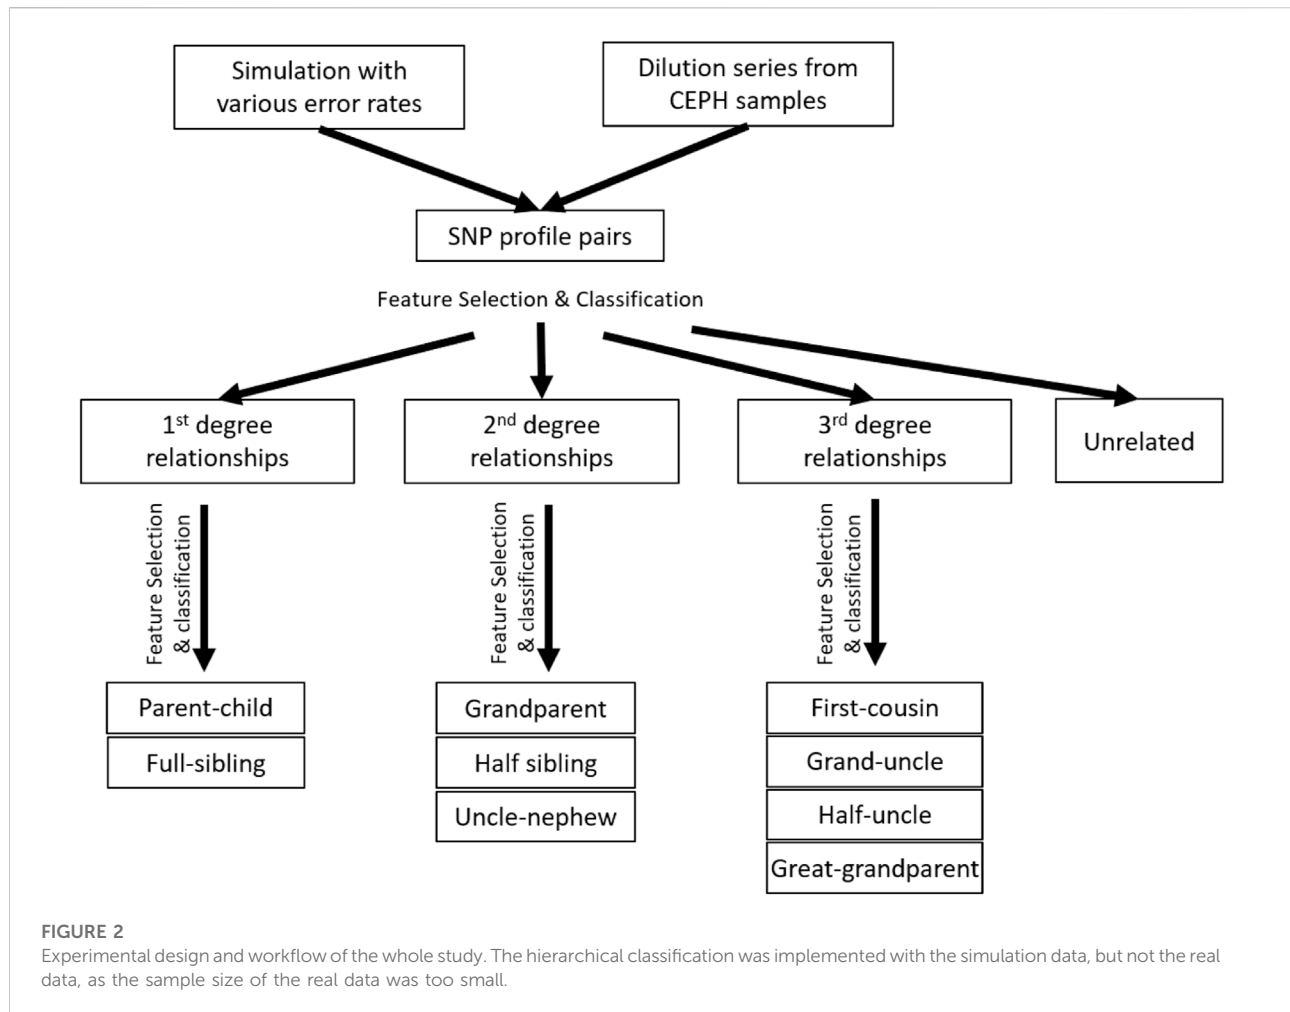 Simulation with
various error rates
Dilution series from
CEPH samples
SNP profile pairs
Feature Selection & Classification
1st degree
relationships
2nd degree
relationships
3rd degree
relationships
Unrelated
Feature Selection
& classification
Feature Selection
& classification
Feature Selection
& classification
Parent-child
Full-sibling
Grandparent
Half sibling
Uncle-nephew
First-cousin
Grand-uncle
Half-uncle
Great-grandparent
FIGURE 2
Experimental design and workflow of the whole study. The hierarchical classification was implemented with the simulation data, but not the real
data, as the sample size of the real data was too small.